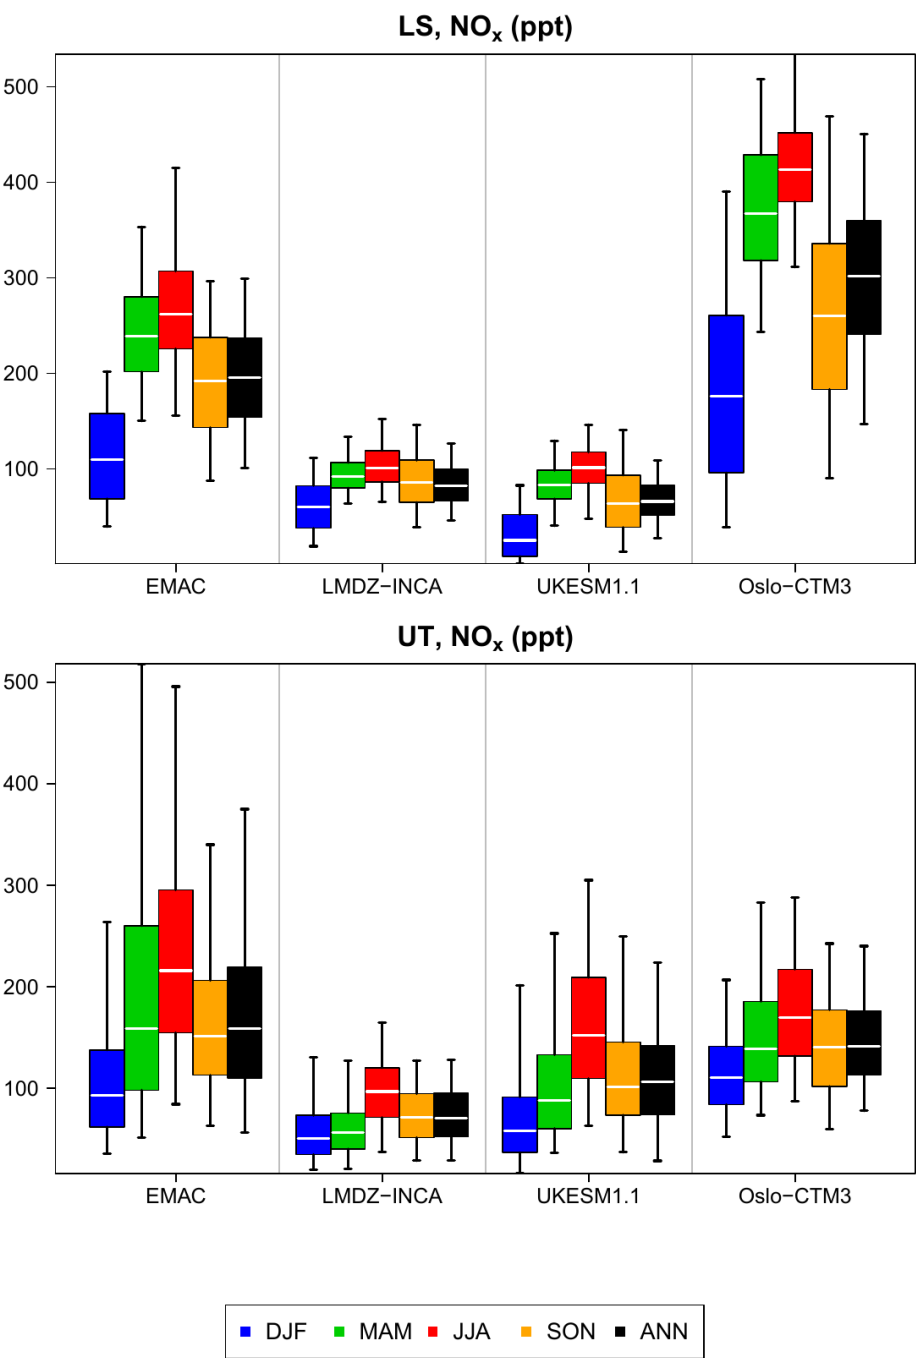 LS, NOₓ (ppt)
500
400
300
200
100
EMAC LMDZ−INCA UKESM1.1 Oslo−CTM3
UT, NOₓ (ppt)
500
400
300
200
100
EMAC LMDZ−INCA UKESM1.1 Oslo−CTM3
DJF MAM JJA SON ANN